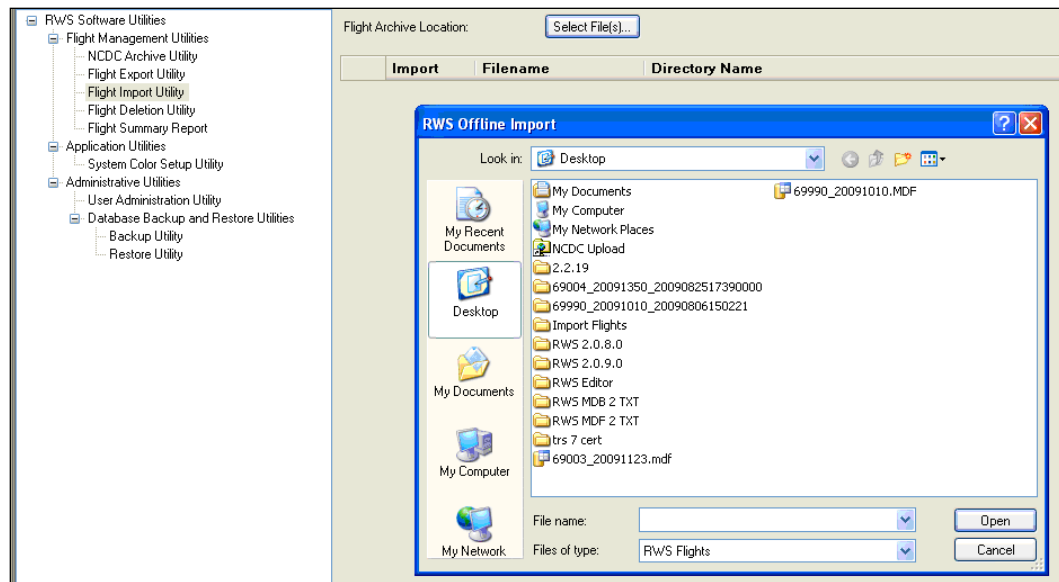 RWS Software Utilities
Flight Management Utilities
NCDC Archive Utility
Flight Export Utility
Flight Import Utility
Flight Deletion Utility
Flight Summary Report
Application Utilities
System Color Setup Utility
Administrative Utilities
User Administration Utility
Database Backup and Restore Utilities
Backup Utility
Restore Utility
Flight Archive Location:
Select File(s)...
Import Filename Directory Name
RWS Offline Import
Look in: Desktop
My Recent
Documents
Desktop
My Documents
My Computer
My Network
My Documents
My Computer
My Network Places
NCDC Upload
2.2.19
69004_20091350_2009082517390000
69990_20091010_20090806150221
Import Flights
RWS 2.0.8.0
RWS 2.0.9.0
RWS Editor
RWS MDB 2 TXT
RWS MDF 2 TXT
trs 7 cert
69003_20091123.mdf
69990_20091010.MDF
File name:
Open
Files of type: RWS Flights
Cancel